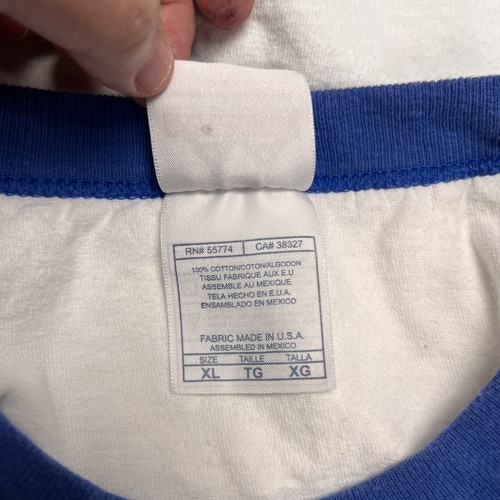 RN# 55774 CA# 38327
100% COTTON/COTON/ALGODON
TISSU FABRIQUE AUX E.U
ASSEMBLE AU MEXIQUE
TELA HECHO EN E.U.A.
ENSAMBLADO EN MEXICO
FABRIC MADE IN U.S.A.
ASSEMBLED IN MEXICO
SIZE TAILLE TALLA
XL TG XG